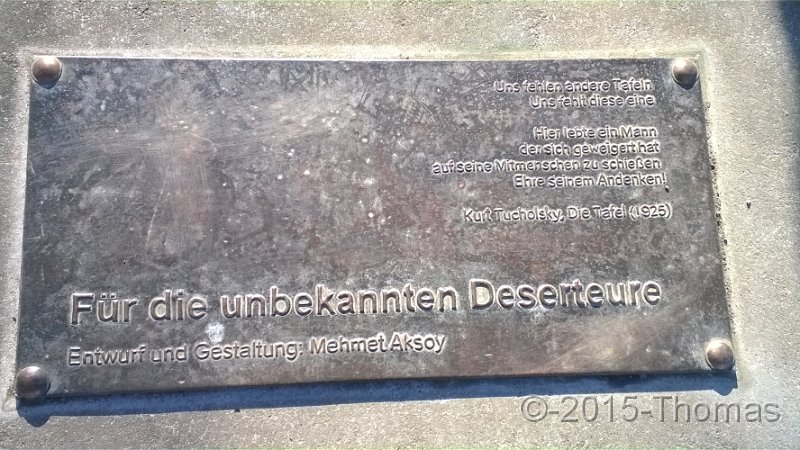 Uns fehlen andere Tafeln
Uns fehlt diese eine
Hier lebte ein Mann
der sich geweigert hat
auf seine Mitmenschen zu schießen
Ehre seinem Andenken!
Kurt Tucholsky, Die Tafel (1925)
Für die unbekannten Deserteure
Entwurf und Gestaltung: Mehmet Aksoy
©-2015-Thomas